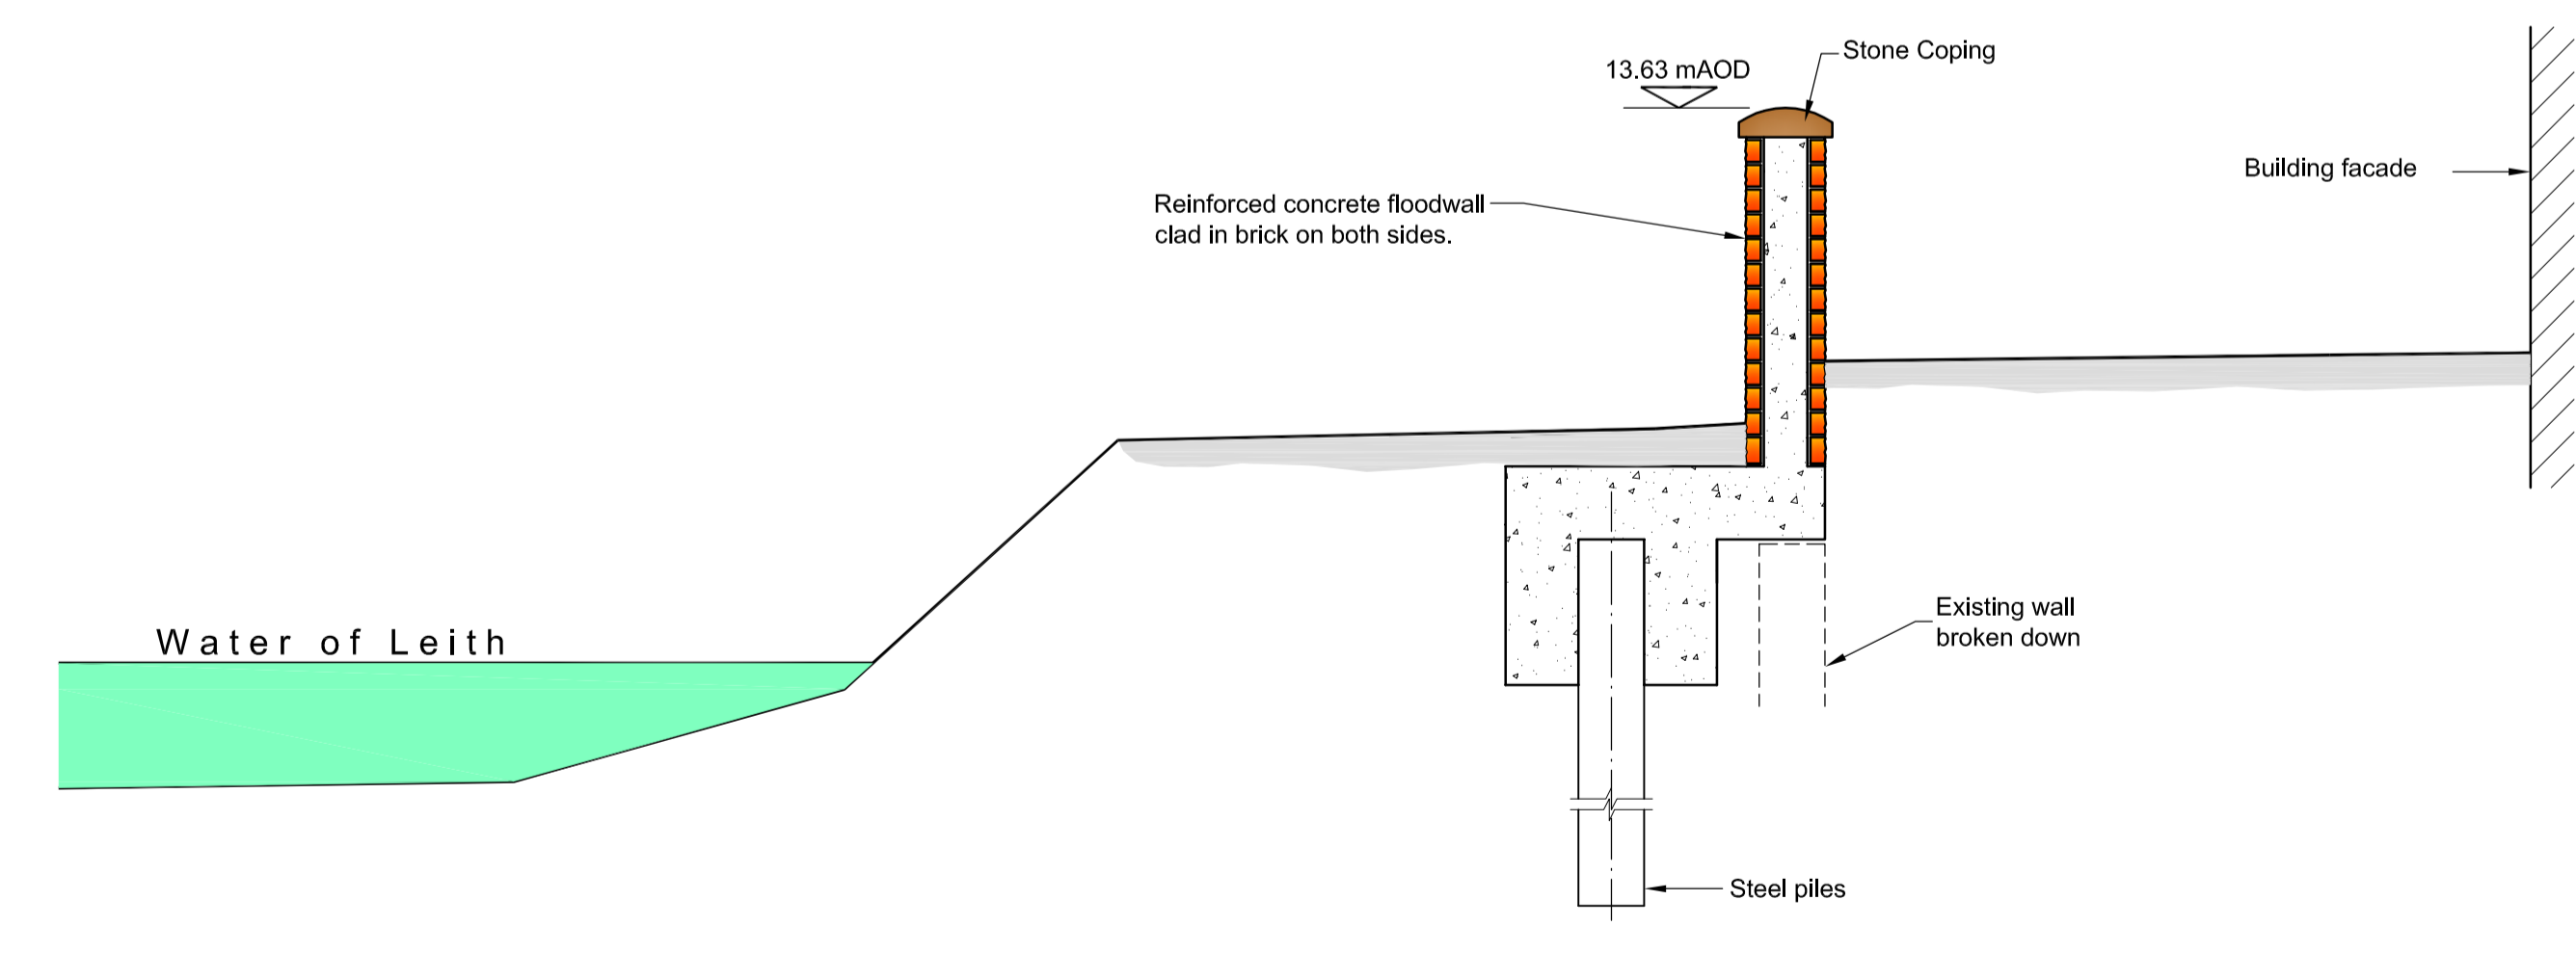 Stone Coping
13.63 mAOD
Building facade
Reinforced concrete floodwall
clad in brick on both sides.
Existing wall
broken down
Water of Leith
Steel piles